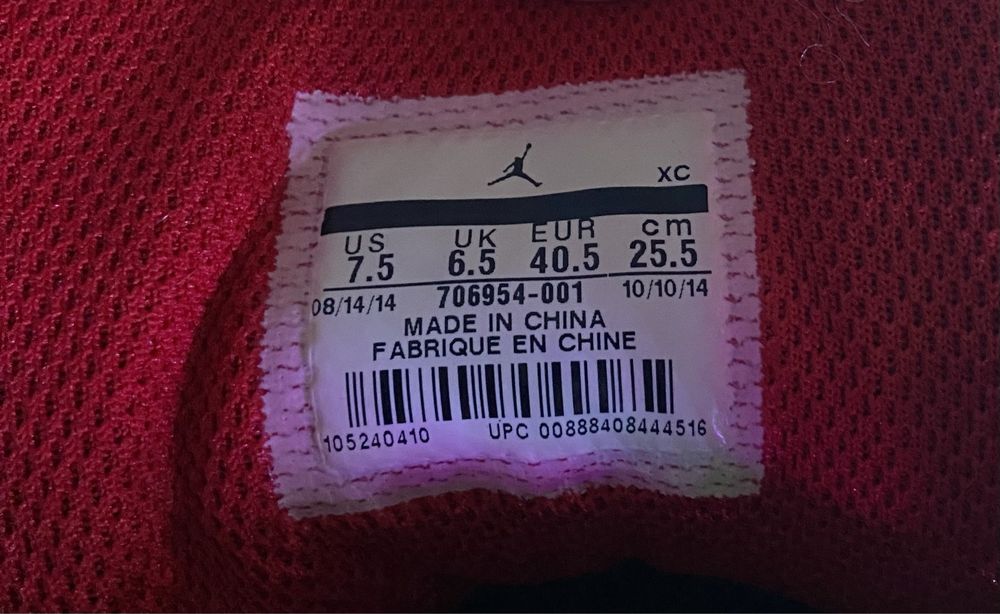 XC
US UK EUR cm
7.5 6.5 40.5 25.5
08/14/14 706954-001 10/10/14
MADE IN CHINA
FABRIQUE EN CHINE
105240410 UPC 00888408444516